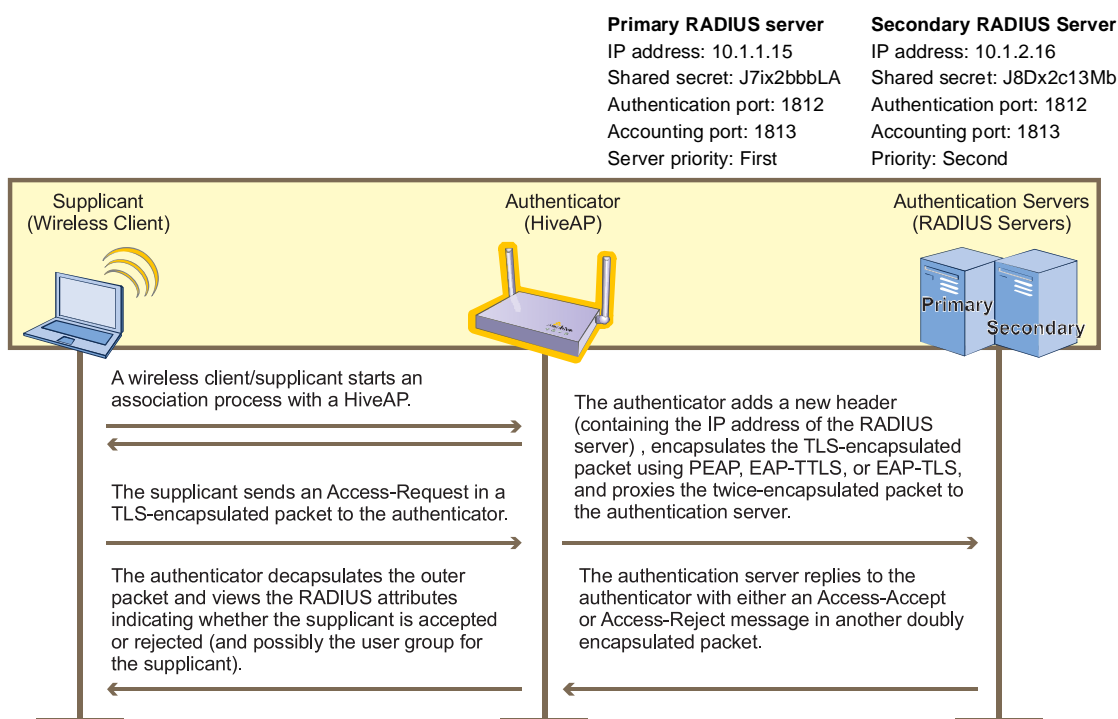 Primary RADIUS server
IP address: 10.1.1.15
Shared secret: J7ix2bbbLA
Authentication port: 1812
Accounting port: 1813
Server priority: First
Secondary RADIUS Server
IP address: 10.1.2.16
Shared secret: J8Dx2c13Mb
Authentication port: 1812
Accounting port: 1813
Priority: Second
Supplicant
(Wireless Client)
Authenticator
(HiveAP)
Authentication Servers
(RADIUS Servers)
Primary
Secondary
A wireless client/supplicant starts an
association process with a HiveAP.
The supplicant sends an Access-Request in a
TLS-encapsulated packet to the authenticator.
The authenticator adds a new header
(containing the IP address of the RADIUS
server) , encapsulates the TLS-encapsulated
packet using PEAP, EAP-TTLS, or EAP-TLS,
and proxies the twice-encapsulated packet to
the authentication server.
The authenticator decapsulates the outer
packet and views the RADIUS attributes
indicating whether the supplicant is accepted
or rejected (and possibly the user group for
the supplicant).
The authentication server replies to the
authenticator with either an Access-Accept
or Access-Reject message in another doubly
encapsulated packet.